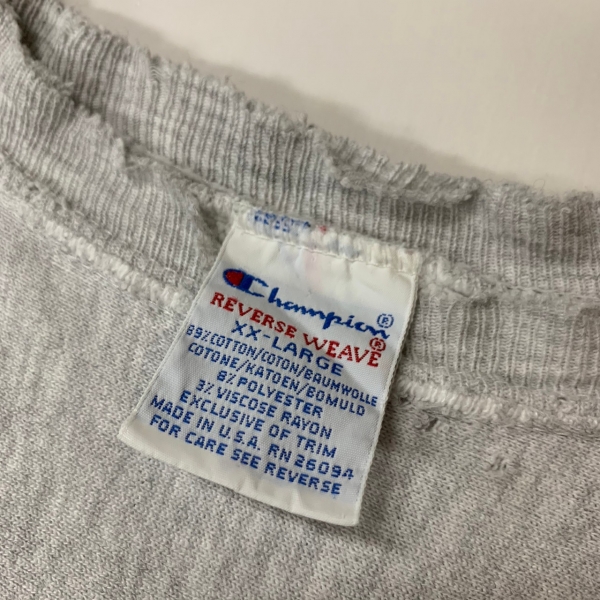 Champion®
REVERSE WEAVE®
XX-LARGE
89% COTTON/COTON/BAUMWOLLE
COTONE/KATOEN/BOMULD
8% POLYESTER
3% VISCOSE RAYON
EXCLUSIVE OF TRIM
MADE IN U.S.A. RN 26094
FOR CARE SEE REVERSE